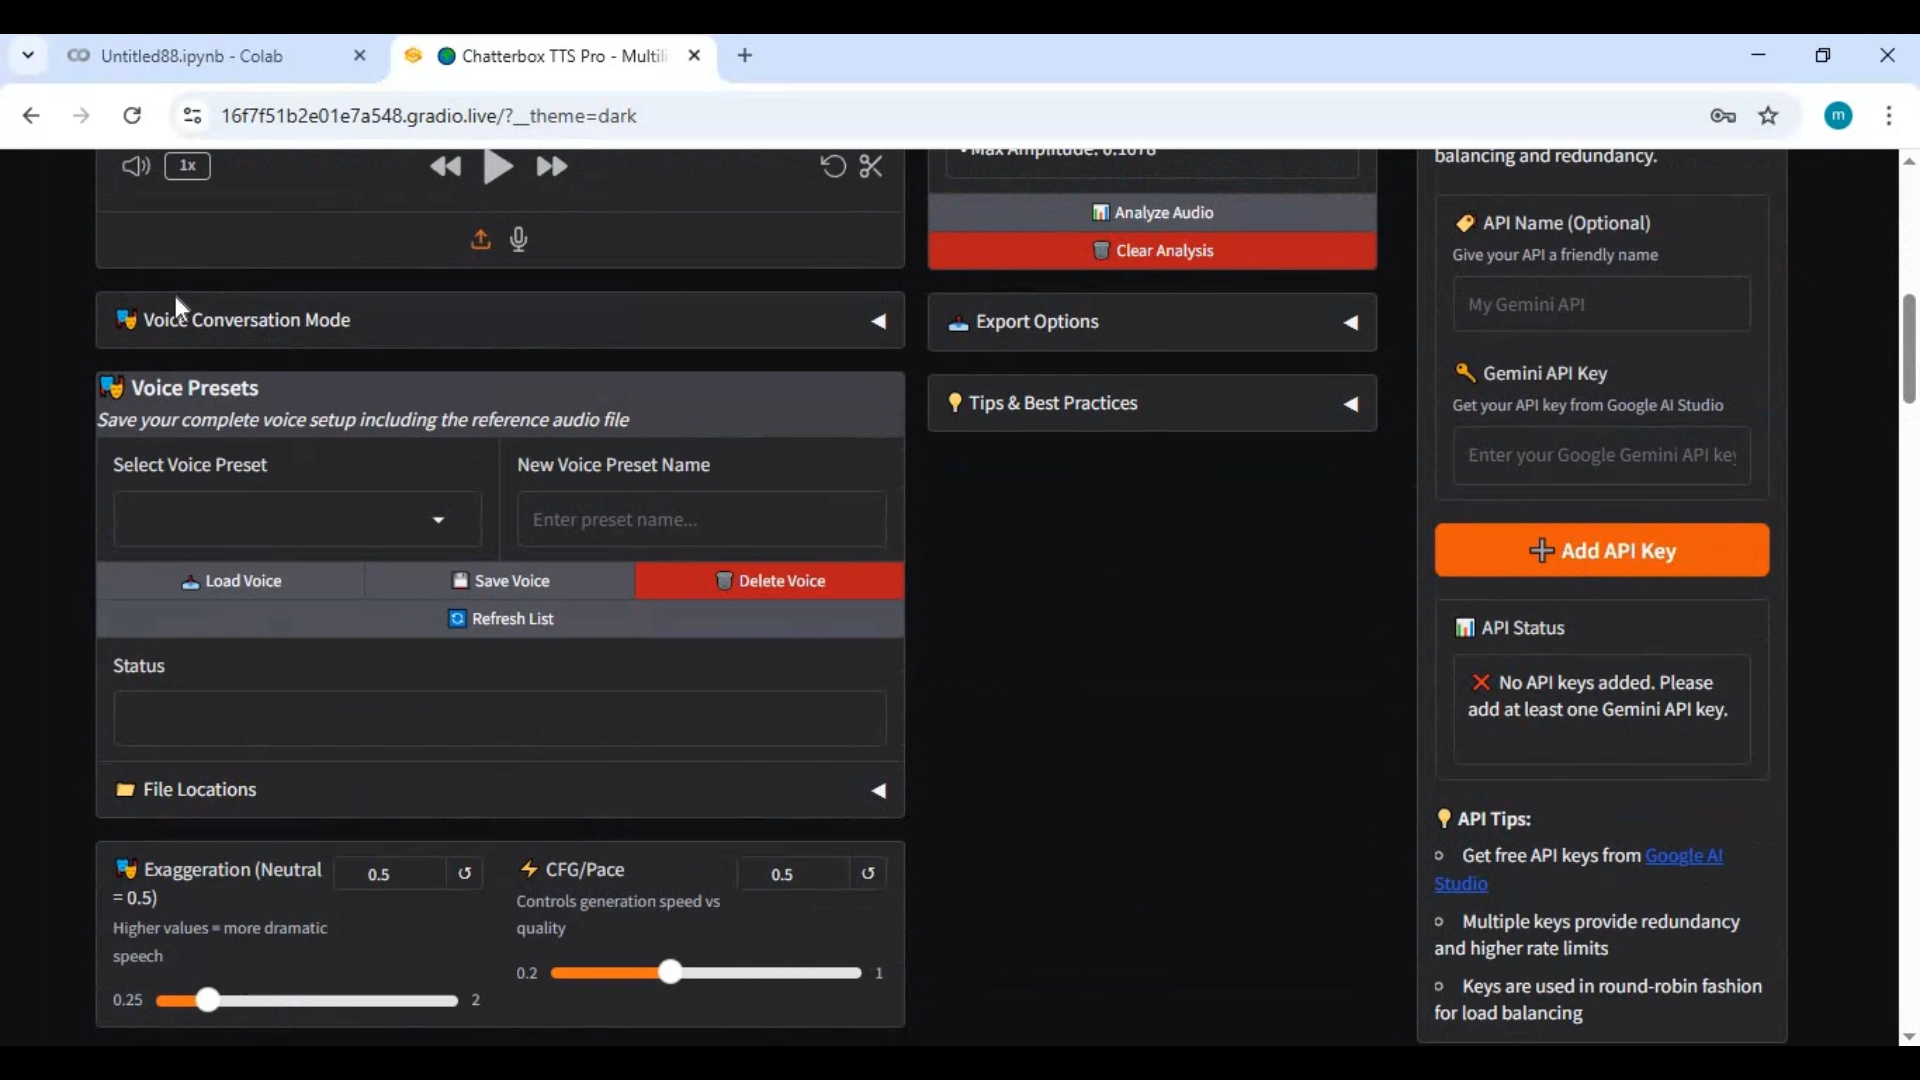 Untitled88.ipynb - Colab
Chatterbox TTS Pro - Multili
16f7f51b2e01e7a548.gradio.live/?__theme=dark
m
1x
Voice Conversation Mode
Voice Presets
Save your complete voice setup including the reference audio file
Select Voice Preset
New Voice Preset Name
Enter preset name...
Load Voice
Save Voice
Delete Voice
Refresh List
Status
File Locations
Exaggeration (Neutral
= 0.5)
0.5
Higher values = more dramatic
speech
0.25
2
CFG/Pace
0.5
Controls generation speed vs
quality
0.2
1
• Max Amplitude: 0.1678
Analyze Audio
Clear Analysis
Export Options
Tips & Best Practices
balancing and redundancy.
API Name (Optional)
Give your API a friendly name
My Gemini API
Gemini API Key
Get your API key from Google AI Studio
Enter your Google Gemini API key
Add API Key
API Status
No API keys added. Please
add at least one Gemini API key.
API Tips:
Get free API keys from Google AI
Studio
Multiple keys provide redundancy
and higher rate limits
Keys are used in round-robin fashion
for load balancing